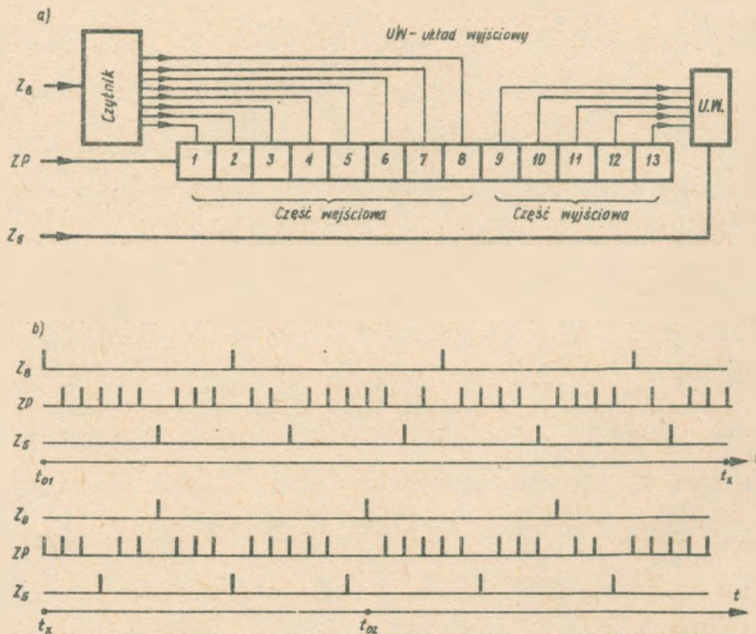 a)
UW - układ wyjściowy
Z₈
Czytnik
U.W.
ZP
1 2 3 4 5 6 7 8 9 10 11 12 13
Część wejściowa
Część wyjściowa
Z₅
b)
Z₈
ZP
Z₅
t₀₁
tₓ
Z₈
ZP
Z₅
t
tₓ
t₀₂